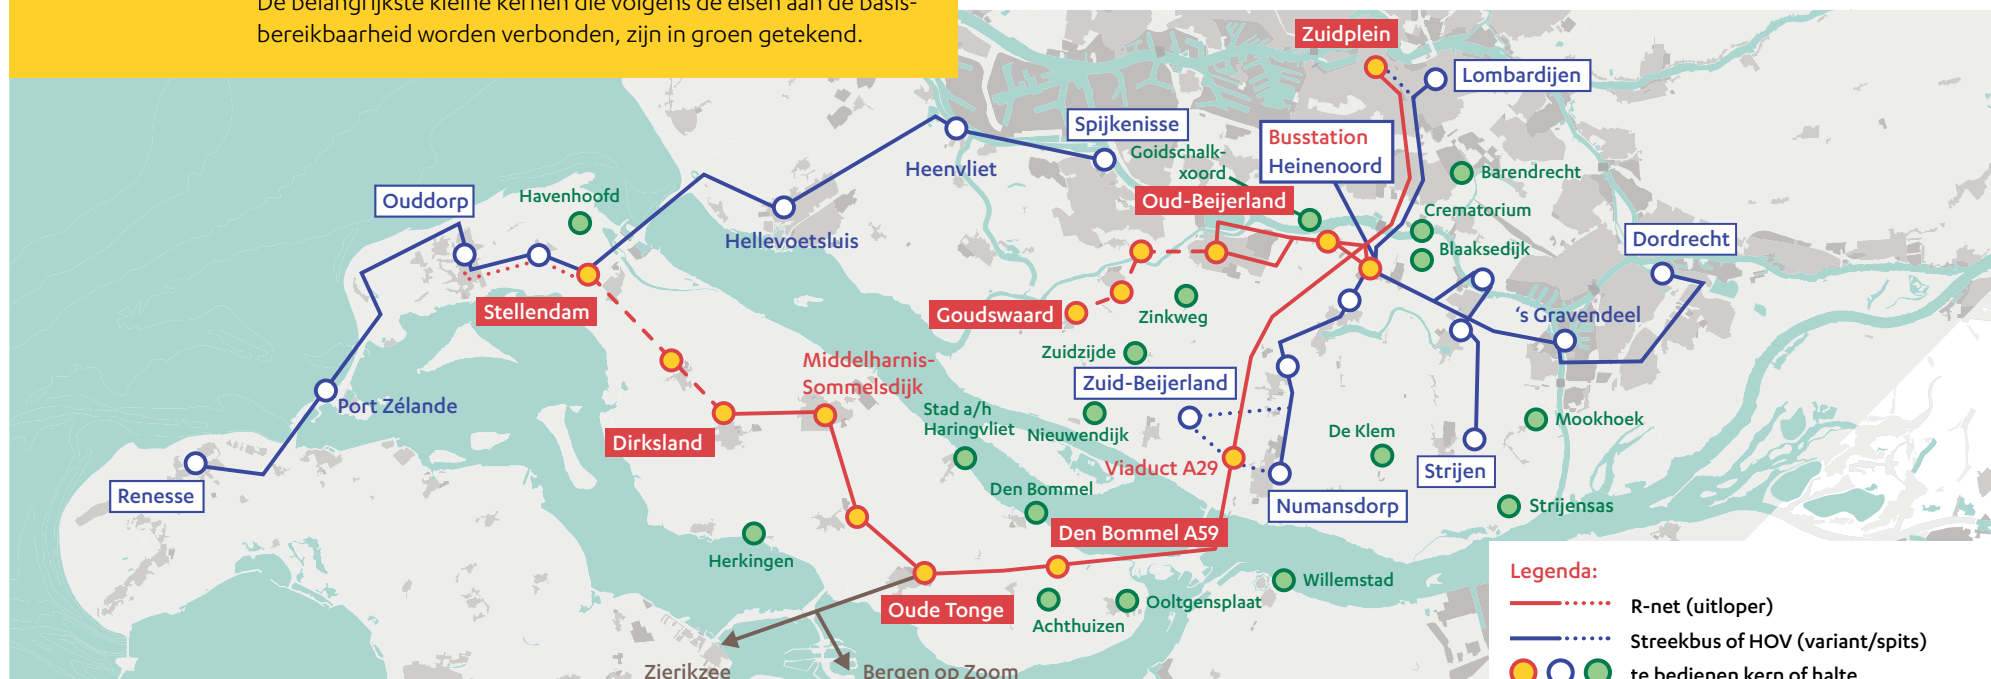 De belangrijkste kleine kernen die volgens de eisen aan de basis-
bereikbaarheid worden verbonden, zijn in groen getekend.
Zuidplein
Lombardijen
Spijkenisse
Busstation
Heinenoord
Goidschalk-
xoord
Heenvliet
Barendrecht
Oud-Beijerland
Crematorium
Blaaksedijk
Dordrecht
Ouddorp
Havenhoofd
Hellevoetsluis
Stellendam
Goudswaard
Zinkweg
's Gravendeel
Zuidzijde
Middelharnis-
Sommelsdijk
Zuid-Beijerland
Port Zélande
Stad a/h
Haringvliet
Nieuwendijk
De Klem
Mookhoek
Dirksland
Viaduct A29
Strijen
Renesse
Den Bommel
Numansdorp
Strijensas
Den Bommel A59
Herkingen
Willemstad
Oude Tonge
Ooltgensplaat
Achthuizen
Zierikzee
Bergen op Zoom
Legenda:
R-net (uitloper)
Streekbus of HOV (variant/spits)
te bedienen kern of halte